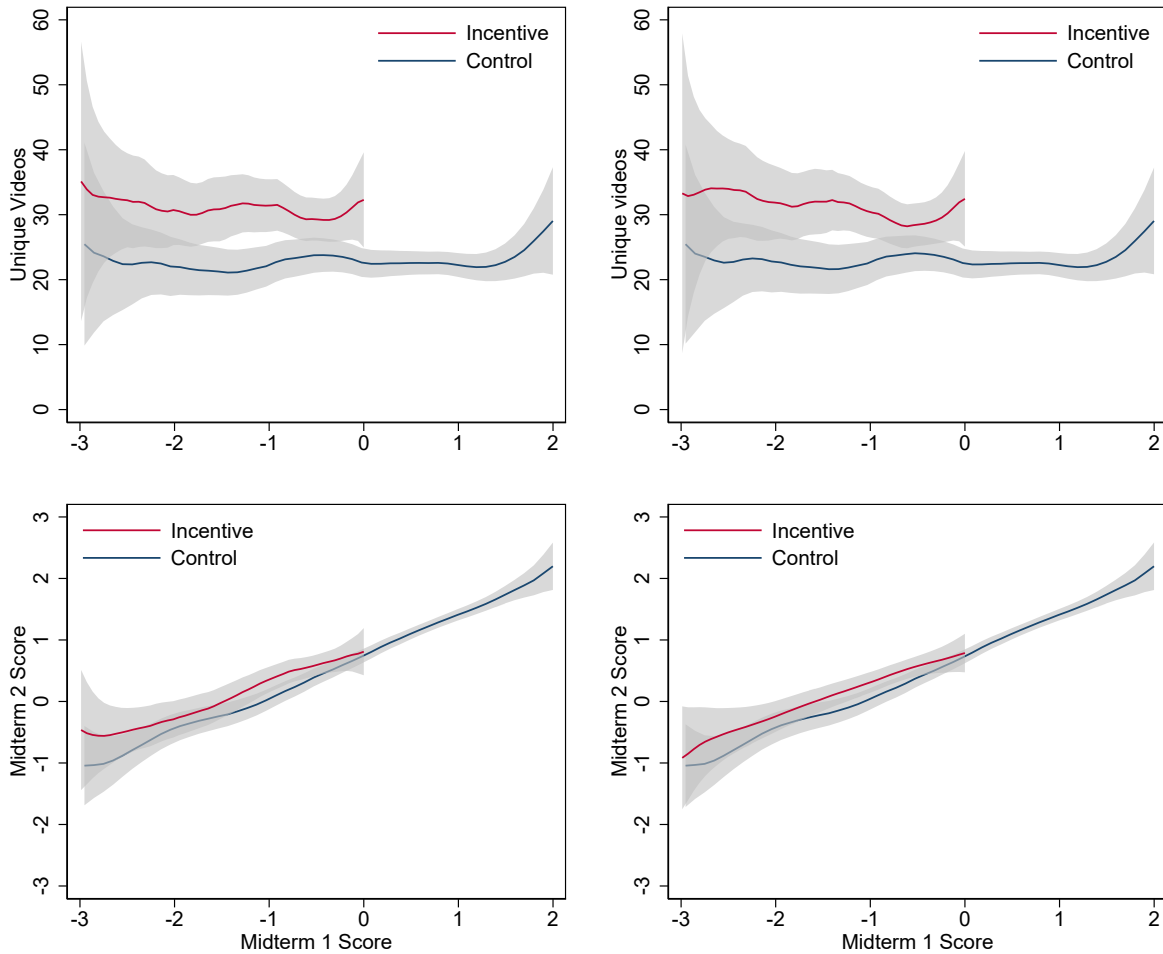 60
50
40
30
20
10
0
Unique Videos
Incentive
Control
-3 -2 -1 0 1 2
60
50
40
30
20
10
0
Unique videos
Incentive
Control
-3 -2 -1 0 1 2
3
2
1
0
-1
-2
-3
Midterm 2 Score
Incentive
Control
-3 -2 -1 0 1 2
Midterm 1 Score
3
2
1
0
-1
-2
-3
Midterm 2 Score
Incentive
Control
-3 -2 -1 0 1 2
Midterm 1 Score